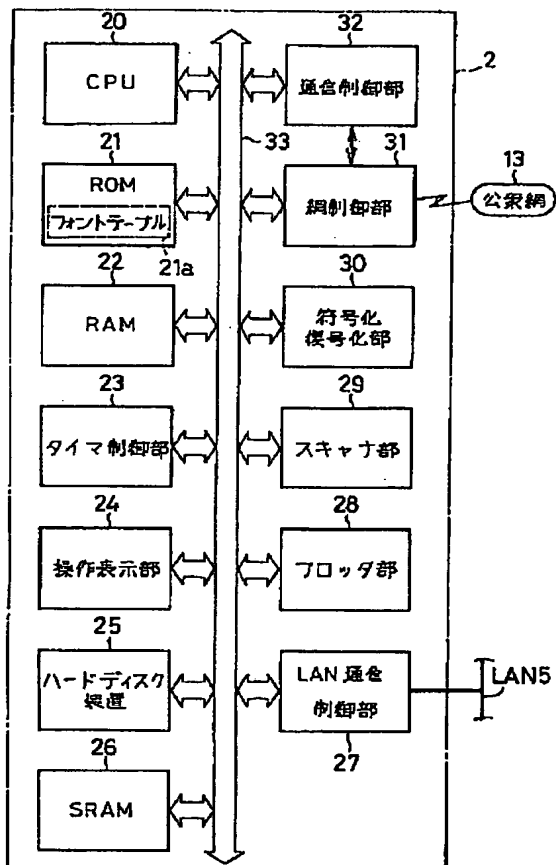 20
CPU
21
ROM
フォントテーブル
21a
22
RAM
23
タイマ制御部
24
操作表示部
25
ハードディスク
装置
26
SRAM
33
32
通信制御部
2
31
網制御部
13
公衆網
30
符号化
復号化部
29
スキャナ部
28
プロッタ部
LAN通信
制御部
27
LAN5